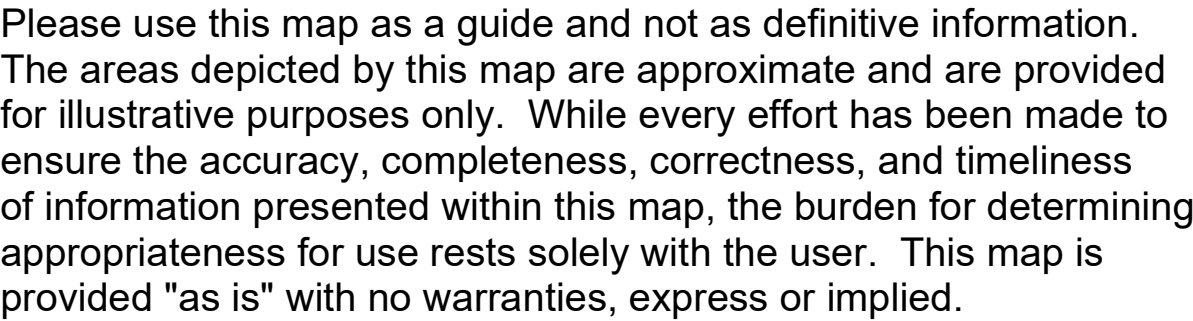 Please use this map as a guide and not as definitive information.
The areas depicted by this map are approximate and are provided
for illustrative purposes only.  While every effort has been made to
ensure the accuracy, completeness, correctness, and timeliness
of information presented within this map, the burden for determining
appropriateness for use rests solely with the user.  This map is
provided "as is" with no warranties, express or implied.